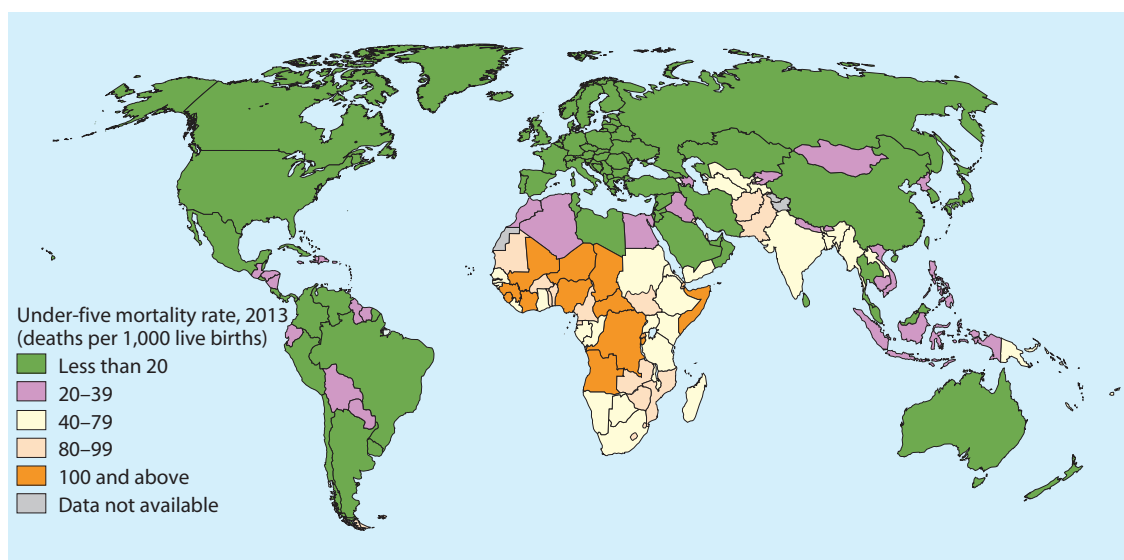 Under-five mortality rate, 2013
(deaths per 1,000 live births)
Less than 20
20–39
40–79
80–99
100 and above
Data not available